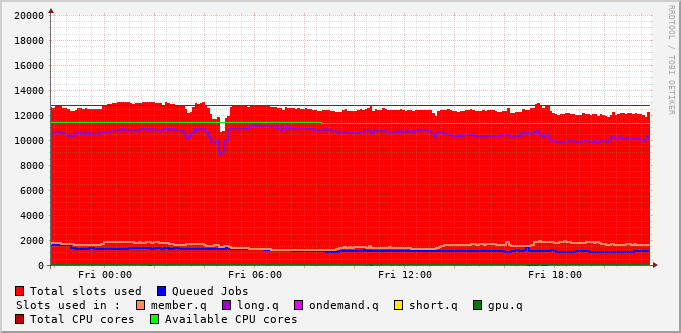 RRDTOOL / TOBI OETIKER
20000
18000
16000
14000
12000
10000
8000
6000
4000
2000
0
Fri 00:00 Fri 06:00 Fri 12:00 Fri 18:00
Total slots used Queued Jobs
Slots used in : member.q long.q ondemand.q short.q gpu.q
Total CPU cores Available CPU cores